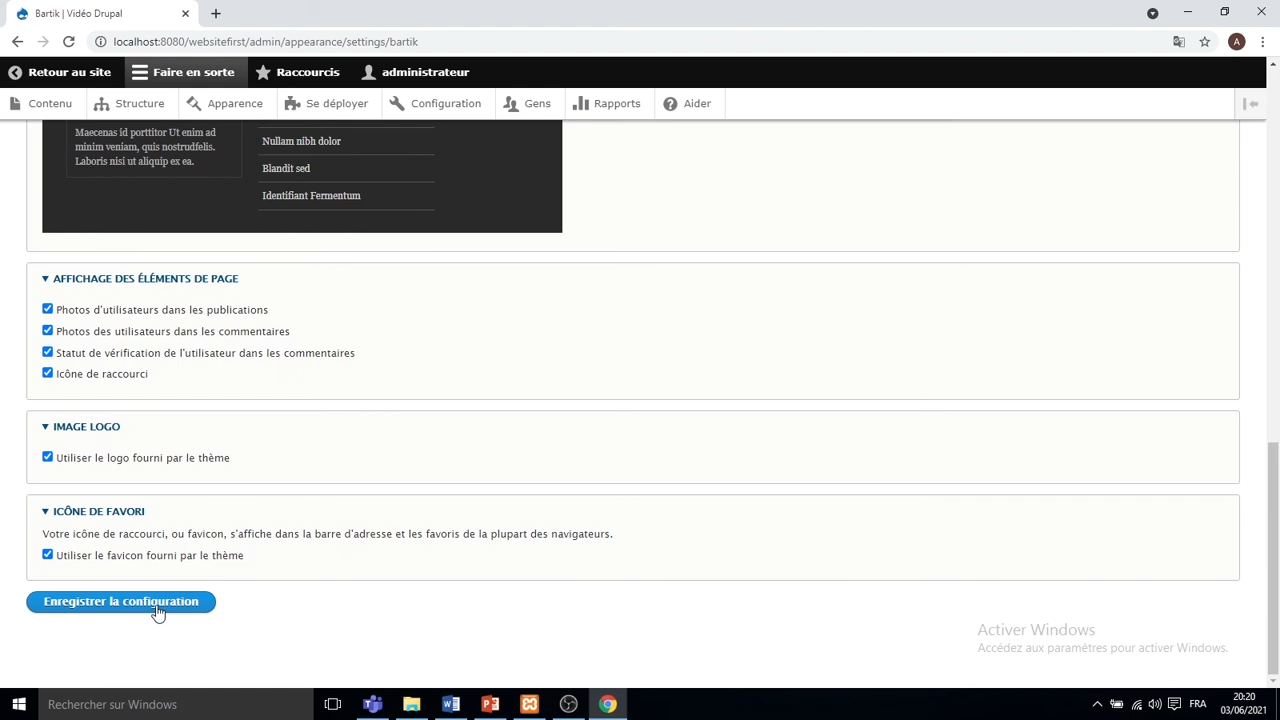 Bartik | Vidéo Drupal
localhost:8080/websitefirst/admin/appearance/settings/bartik
A
Retour au site
Faire en sorte
Raccourcis
administrateur
Contenu
Structure
Apparence
Se déployer
Configuration
Gens
Rapports
Aider
Maecenas id porttitor Ut enim ad
minim veniam, quis nostrudfelis.
Laboris nisi ut aliquip ex ea.
Nullam nibh dolor
Blandit sed
Identifiant Fermentum
AFFICHAGE DES ÉLÉMENTS DE PAGE
Photos d'utilisateurs dans les publications
Photos des utilisateurs dans les commentaires
Statut de vérification de l'utilisateur dans les commentaires
Icône de raccourci
IMAGE LOGO
Utiliser le logo fourni par le thème
ICÔNE DE FAVORI
Votre icône de raccourci, ou favicon, s'affiche dans la barre d'adresse et les favoris de la plupart des navigateurs.
Utiliser le favicon fourni par le thème
Enregistrer la configuration
Activer Windows
Accédez aux paramètres pour activer Windows.
Rechercher sur Windows
FRA
20:20
03/06/2021